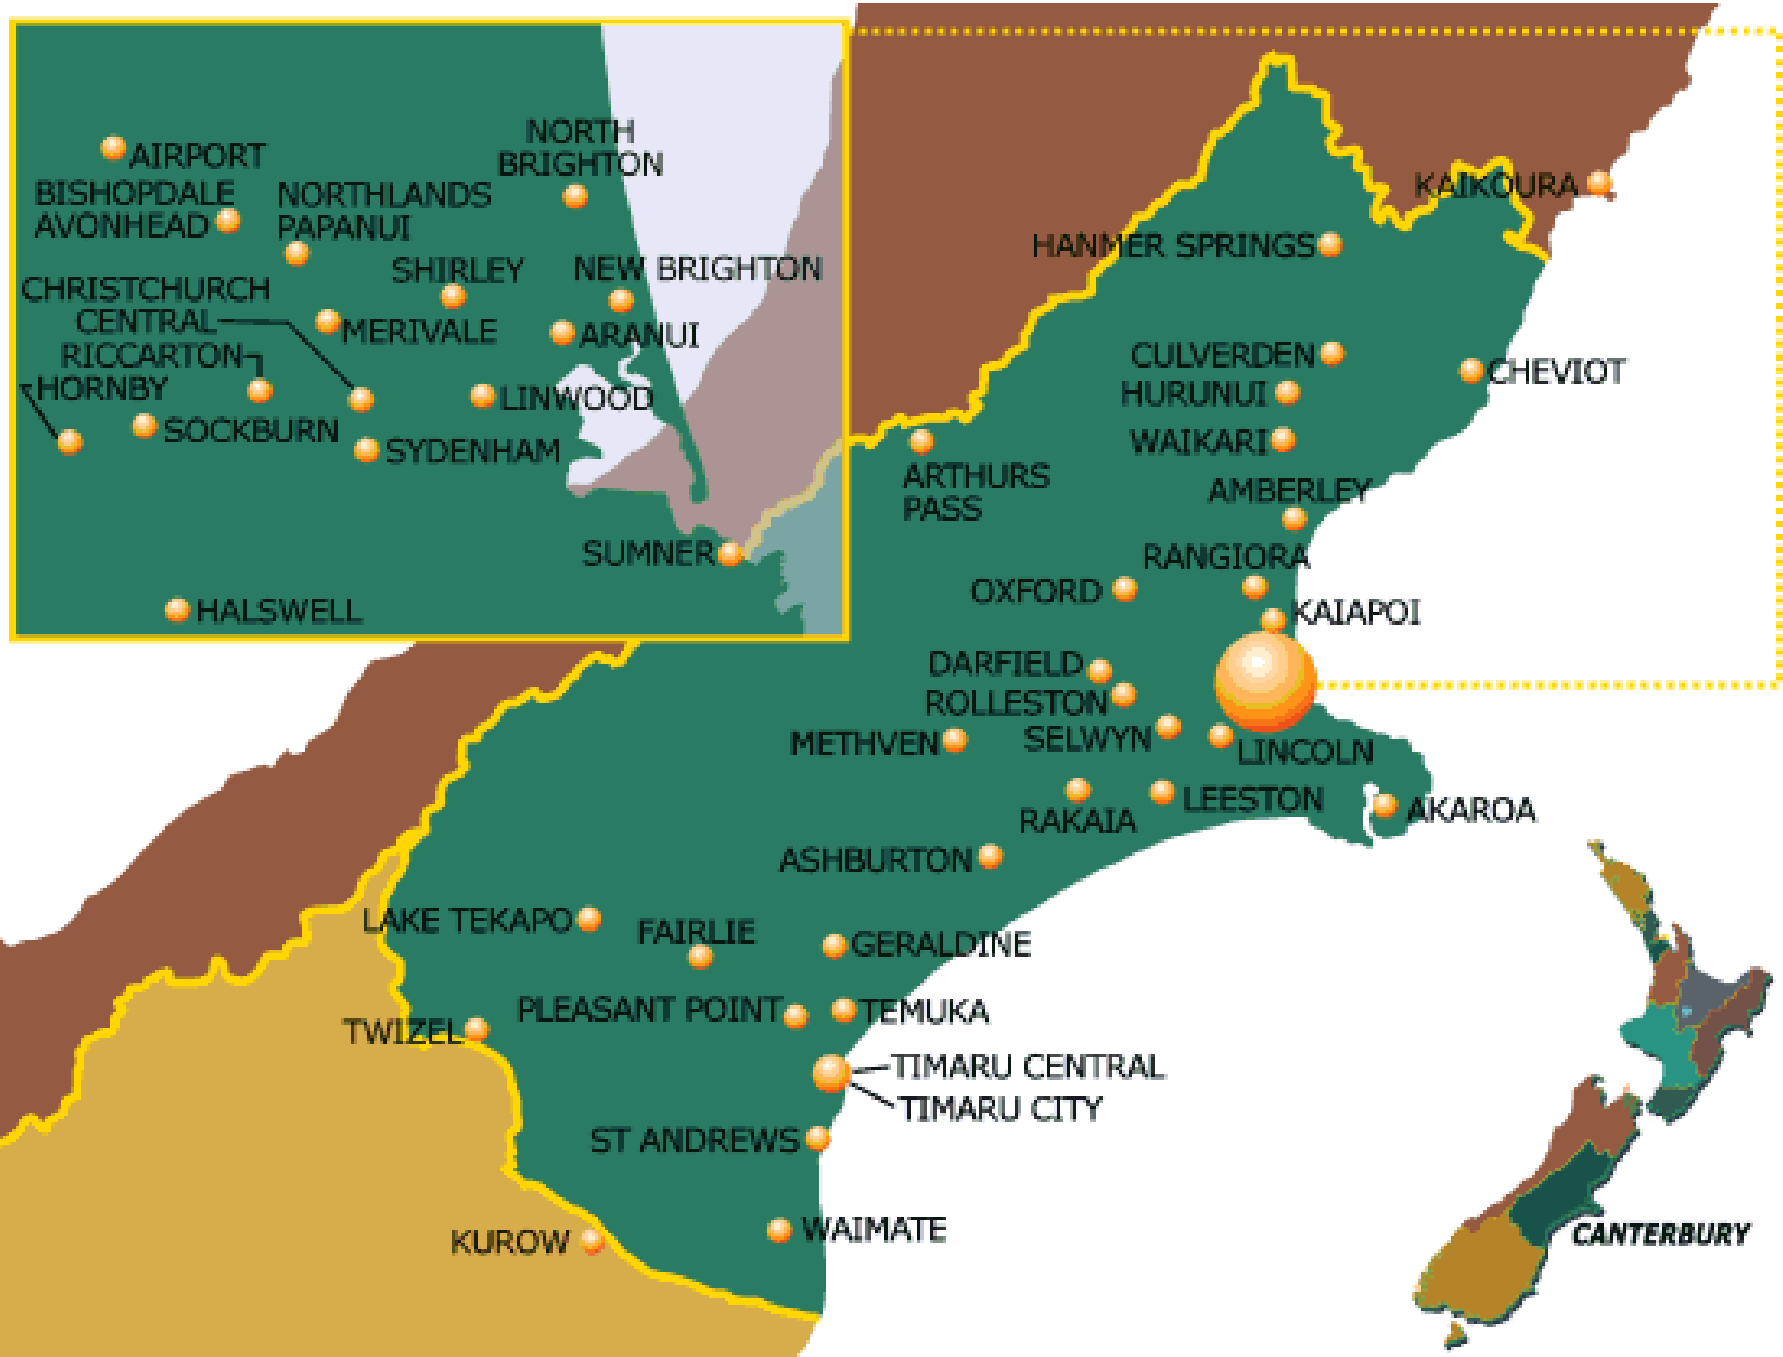 AIRPORT
BISHOPDALE
AVONHEAD
NORTHLANDS
PAPANUI
NORTH
BRIGHTON
SHIRLEY
NEW BRIGHTON
CHRISTCHURCH
CENTRAL
MERIVALE
ARANUI
RICCARTON
HORNBY
LINWOOD
SOCKBURN
SYDENHAM
SUMNER
HALSWELL
KAIKOURA
HANMER SPRINGS
CULVERDEN
CHEVIOT
HURUNUI
WAIKARI
ARTHURS
PASS
AMBERLEY
RANGIORA
OXFORD
KAIAPOI
DARFIELD
ROLLESTON
METHVEN
SELWYN
LINCOLN
RAKAIA
LEESTON
AKAROA
ASHBURTON
LAKE TEKAPO
FAIRLIE
GERALDINE
PLEASANT POINT
TEMUKA
TWIZEL
TIMARU CENTRAL
TIMARU CITY
ST ANDREWS
KUROW
WAIMATE
CANTERBURY